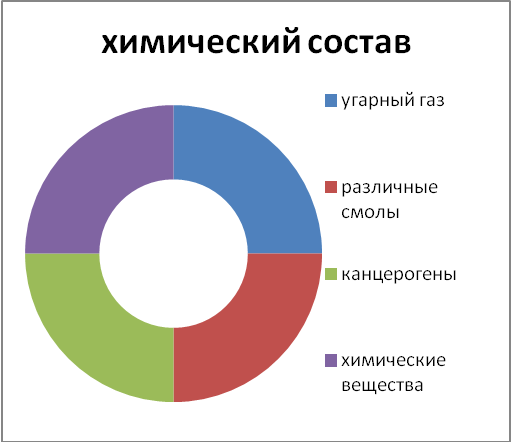 химический состав
угарный газ
различные
смолы
канцерогены
химические
вещества